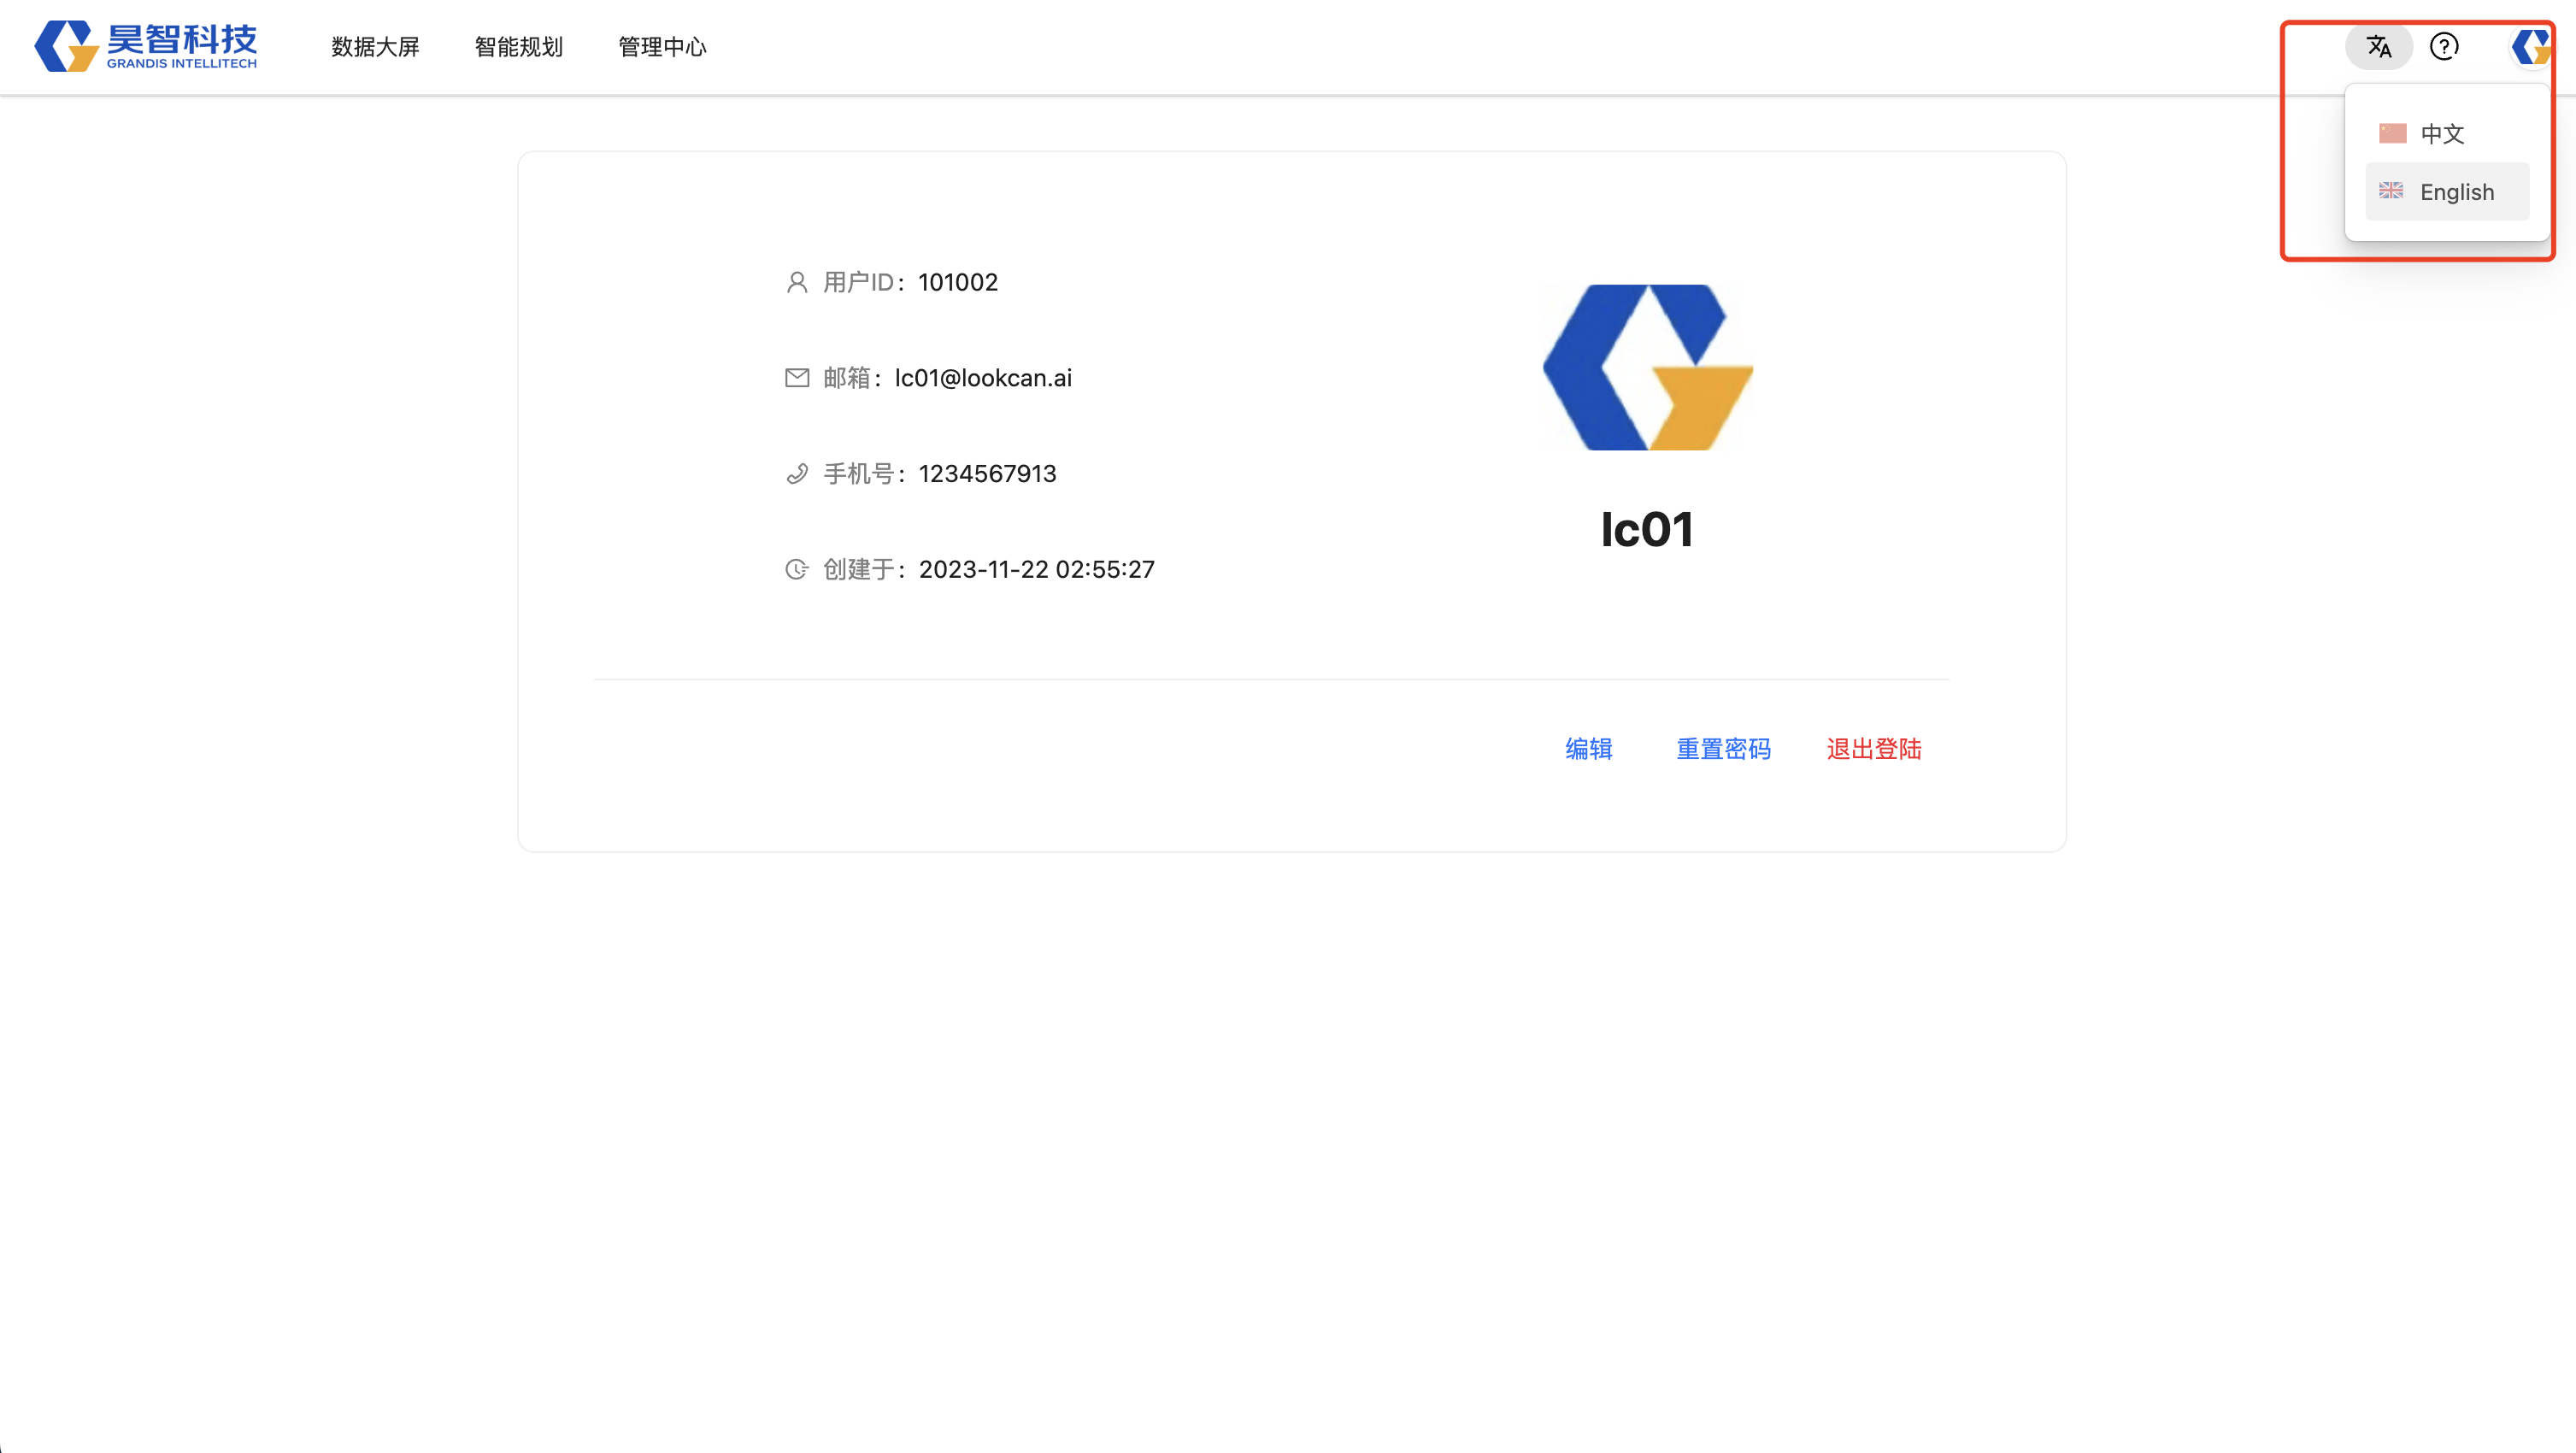 昊智科技
GRANDIS INTELLITECH
数据大屏
智能规划
管理中心
中文
English
用户ID：101002
邮箱：lc01@lookcan.ai
手机号：1234567913
创建于：2023-11-22 02:55:27
lc01
编辑
重置密码
退出登陆